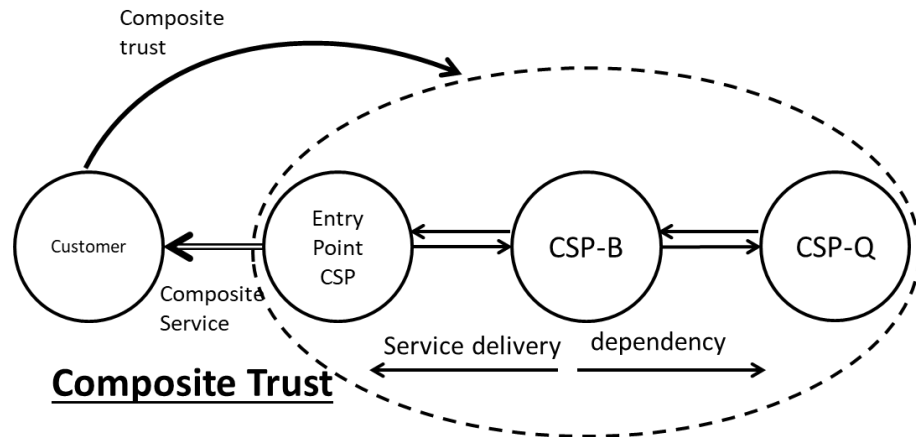 Composite
trust
Customer
Entry
Point
CSP
CSP-B
CSP-Q
Composite
Service
Service delivery
dependency
Composite Trust